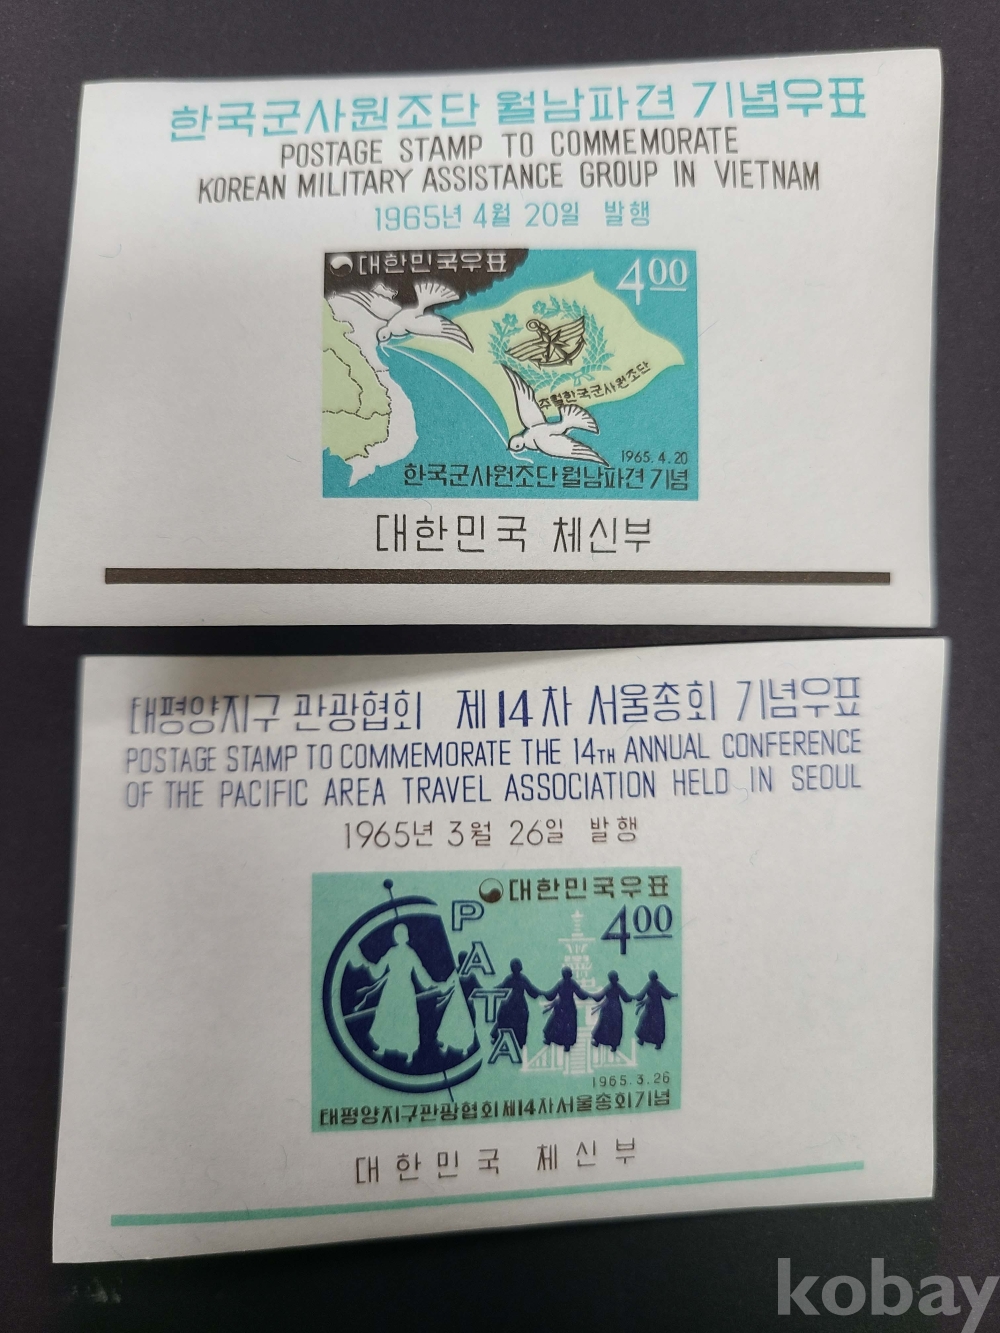 한국군사원조단 월남파견 기념우표
POSTAGE STAMP TO COMMEMORATE
KOREAN MILITARY ASSISTANCE GROUP IN VIETNAM
1965년 4월 20일 발행
대한민국우표
4.00
주월한국군사원조단
1965.4.20
한국군사원조단월남파견기념
대한민국 체신부
태평양지구 관광협회 제14차 서울총회 기념우표
POSTAGE STAMP TO COMMEMORATE THE 14TH ANNUAL CONFERENCE
OF THE PACIFIC AREA TRAVEL ASSOCIATION HELD IN SEOUL
1965년 3월 26일 발행
대한민국우표
4.00
PATA
1965.3.26
태평양지구관광협회제14차서울총회기념
대한민국 체신부
kobay